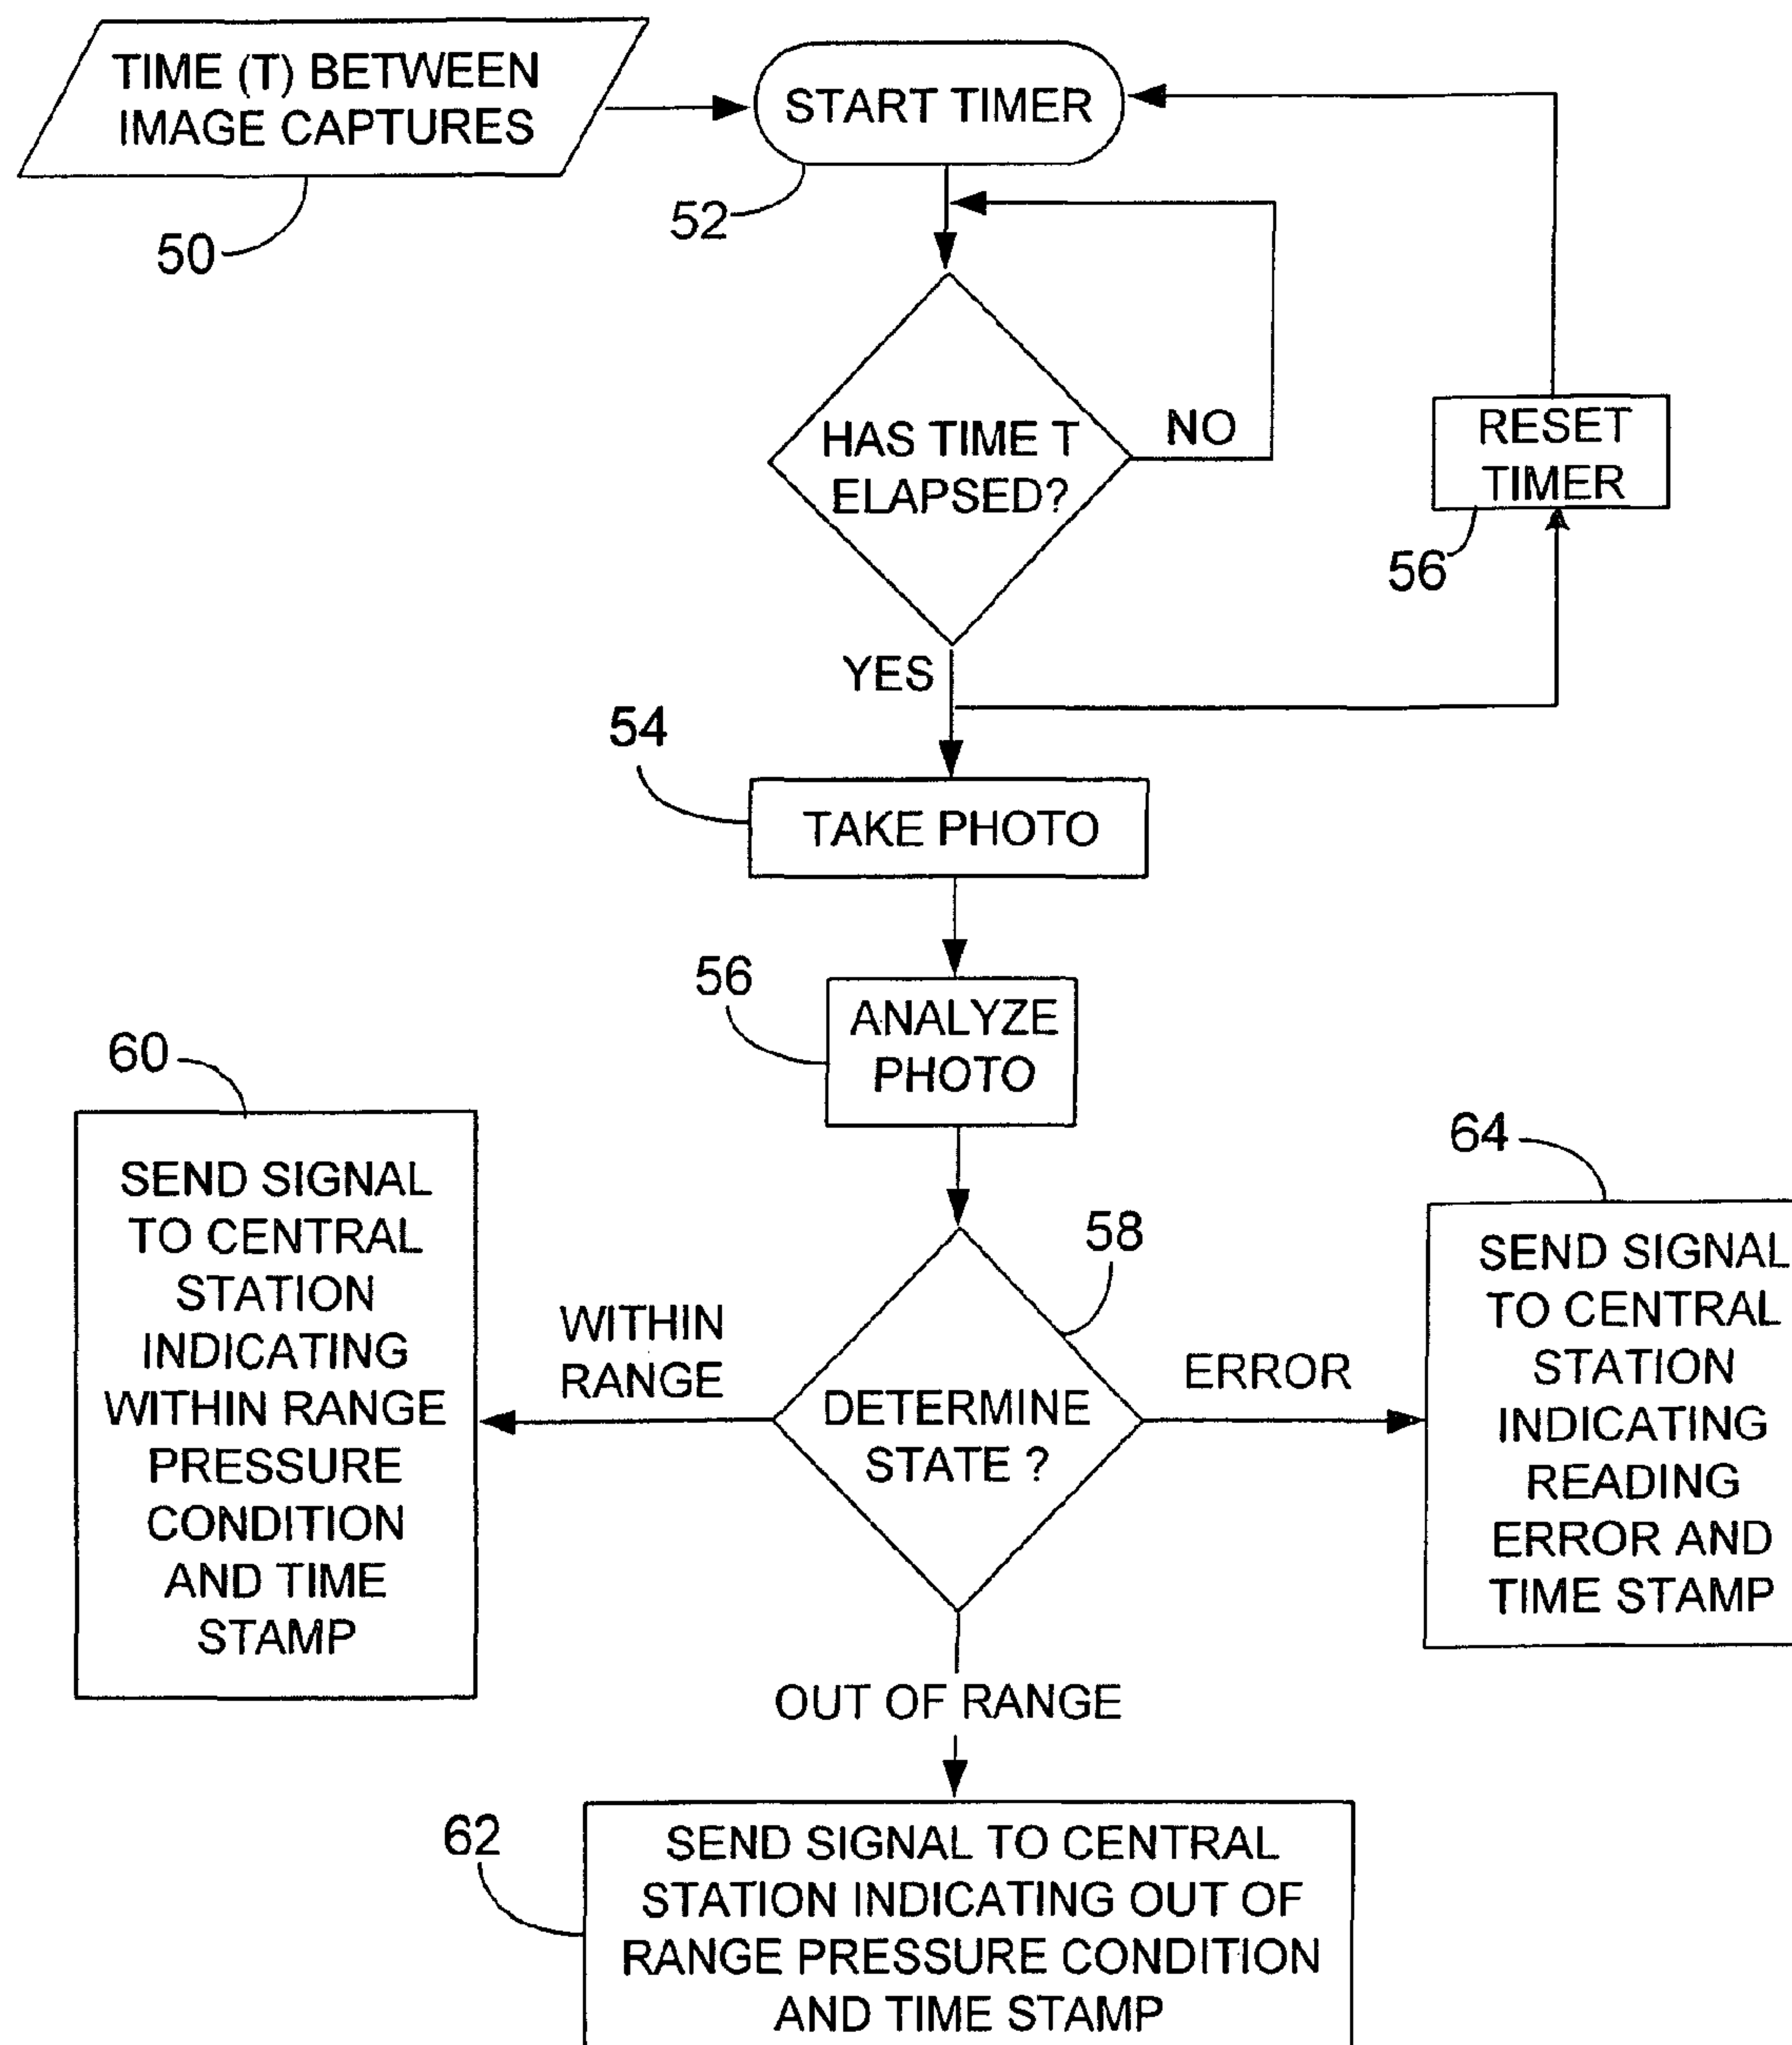 TIME (T) BETWEEN
IMAGE CAPTURES
50
START TIMER
52
HAS TIME T
ELAPSED?
NO
YES
RESET
TIMER
56
54
TAKE PHOTO
56
ANALYZE
PHOTO
58
DETERMINE
STATE ?
WITHIN
RANGE
60
SEND SIGNAL
TO CENTRAL
STATION
INDICATING
WITHIN RANGE
PRESSURE
CONDITION
AND TIME
STAMP
ERROR
64
SEND SIGNAL
TO CENTRAL
STATION
INDICATING
READING
ERROR AND
TIME STAMP
OUT OF RANGE
62
SEND SIGNAL TO CENTRAL
STATION INDICATING OUT OF
RANGE PRESSURE CONDITION
AND TIME STAMP